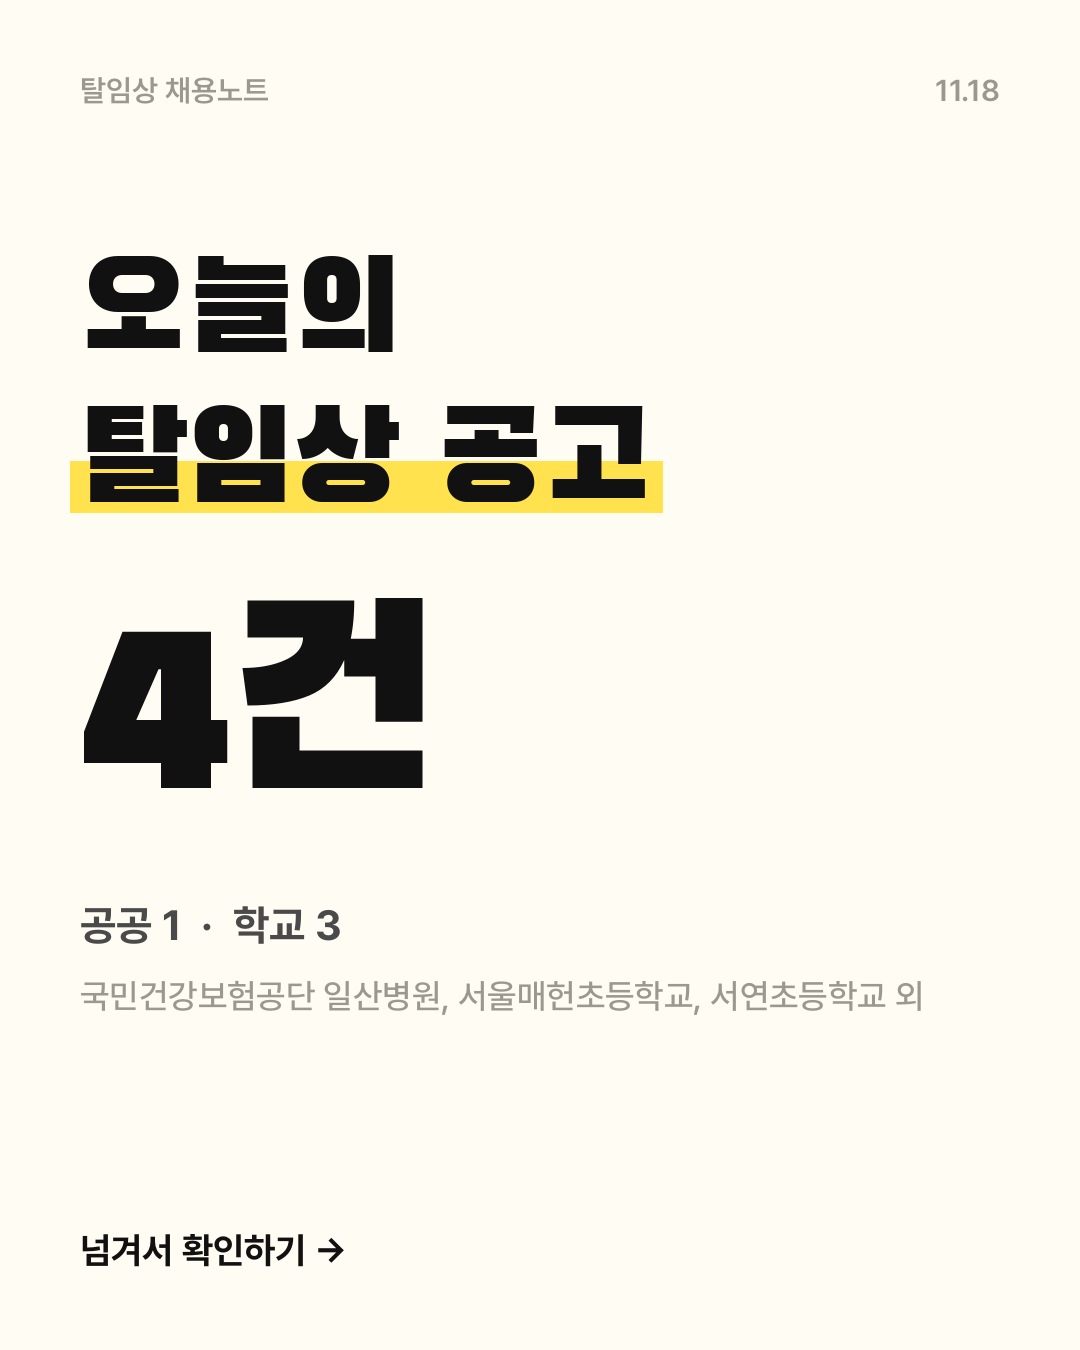 탈임상 채용노트
11.18
오늘의
탈임상 공고
4건
공공 1 · 학교 3
국민건강보험공단 일산병원, 서울매헌초등학교, 서연초등학교 외
넘겨서 확인하기 →